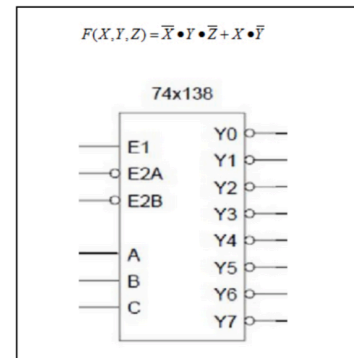 F(X,Y,Z) = X̅•Y•Z̅ + X•Y̅
74x138
E1
E2A
E2B
A
B
C
Y0
Y1
Y2
Y3
Y4
Y5
Y6
Y7